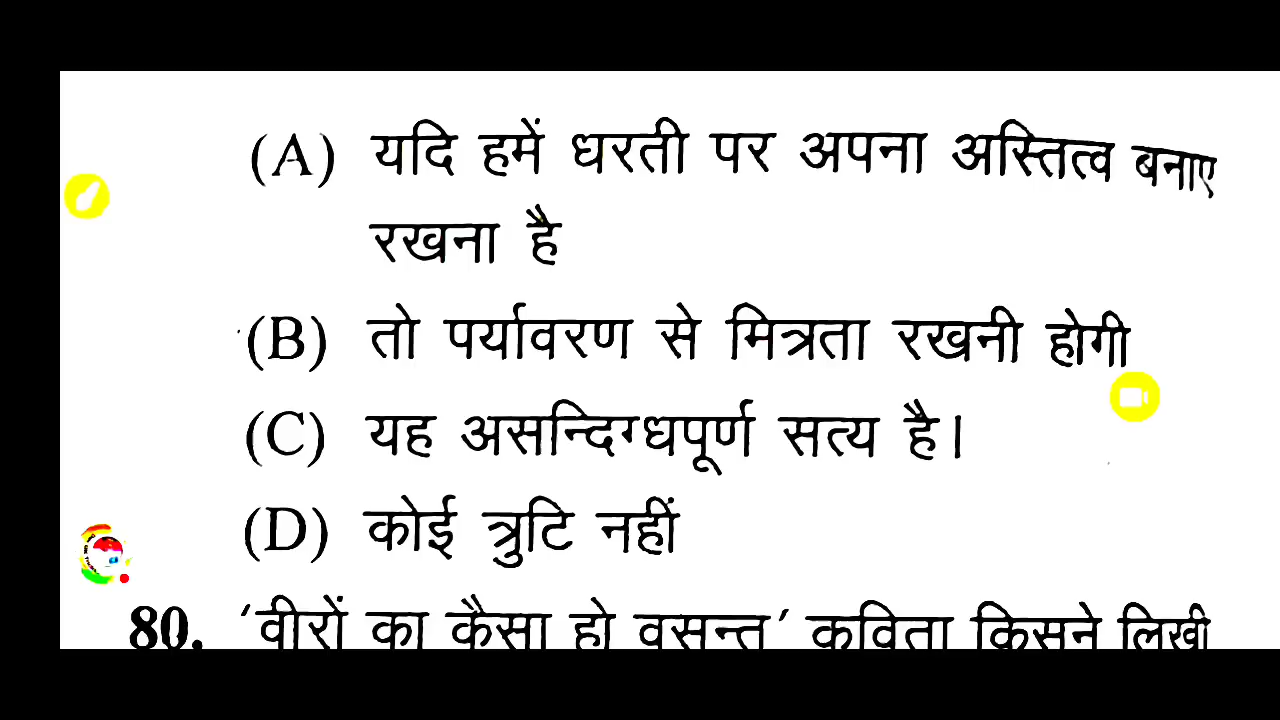 (A) यदि हमें धरती पर अपना अस्तित्व बनाए
रखना है
(B) तो पर्यावरण से मित्रता रखनी होगी
(C) यह असन्दिग्धपूर्ण सत्य है।
(D) कोई त्रुटि नहीं
80. 'वीरों का कैसा हो वसन्त' कविता किसने लिखी